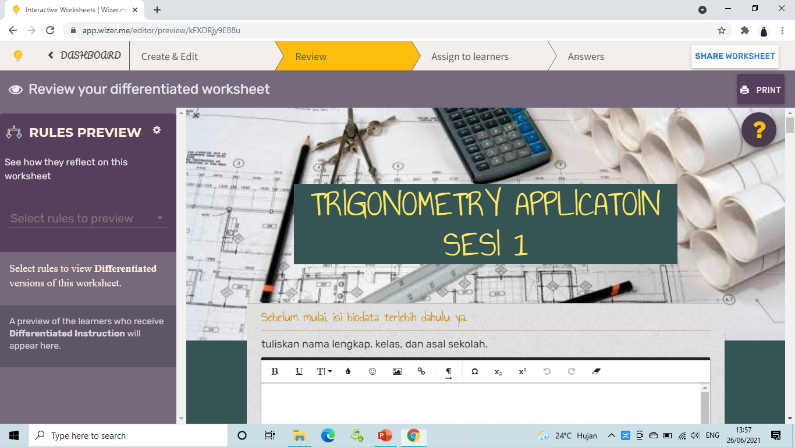 Interactive Worksheets | Wizer.m
app.wizer.me/editor/preview/kFXDRjy9E88u
DASHBOARD
Create & Edit
Review
Assign to learners
Answers
SHARE WORKSHEET
Review your differentiated worksheet
PRINT
RULES PREVIEW
See how they reflect on this
worksheet
Select rules to preview
Select rules to view Differentiated
versions of this worksheet.
A preview of the learners who receive
Differentiated Instruction will
appear here.
?
TRIGONOMETRY APPLICATOIN
SESI 1
Sebelum mulai, isi biodata terlebih dahulu ya.
tuliskan nama lengkap, kelas, dan asal sekolah.
B U TI Ω x₂ x²
Type here to search
24°C Hujan
ENG
13:57
26/06/2021